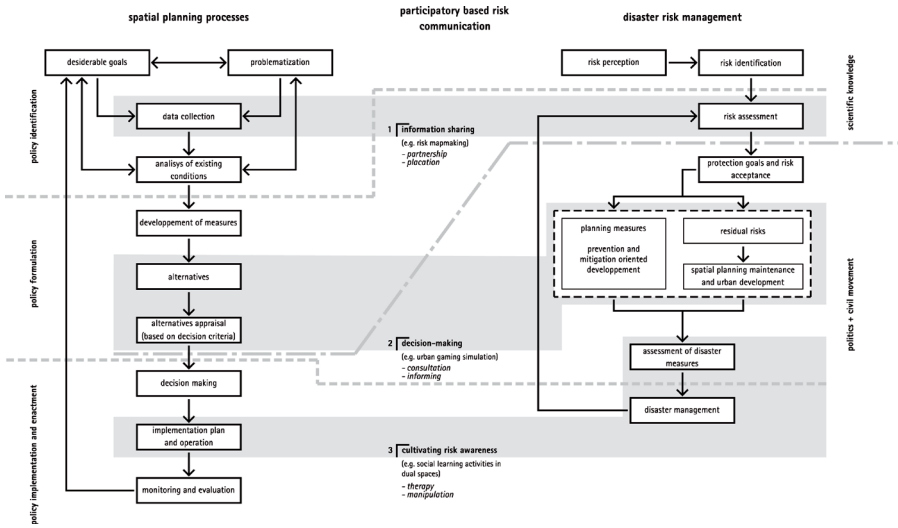 spatial planning processes
participatory based risk
communication
disaster risk management
desiderable goals
problematization
risk perception
risk identification
policy identification
scientific knowledge
data collection
risk assessment
1 information sharing
(e.g. risk mapmaking)
- partnership
- placation
analisys of existing
conditions
protection goals and risk
acceptance
developpement of measures
planning measures
prevention and
mitigation oriented
developpement
residual risks
spatial planning maintenance
and urban development
policy formulation
alternatives
politics + civil movement
alternatives appraisal
(based on decision criteria)
2 decision-making
(e.g. urban gaming simulation)
- consultation
- informing
assessment of disaster
measures
decision making
disaster management
policy implementation and enactment
implementation plan
and operation
3 cultivating risk awareness
(e.g. social learning activities in
dual spaces)
- therapy
- manipulation
monitoring and evaluation